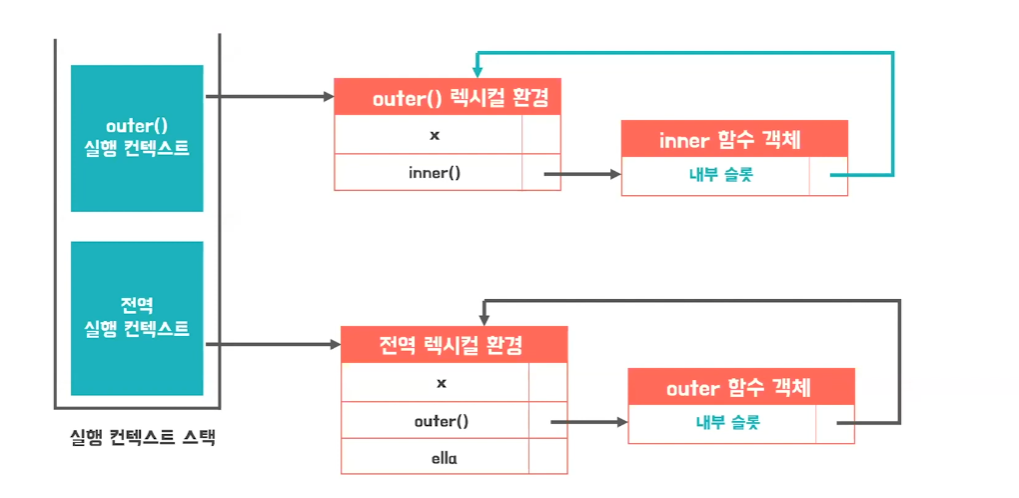 outer()
실행 컨텍스트
전역
실행 컨텍스트
실행 컨텍스트 스택
outer() 렉시컬 환경
x
inner()
inner 함수 객체
내부 슬롯
전역 렉시컬 환경
x
outer()
ella
outer 함수 객체
내부 슬롯